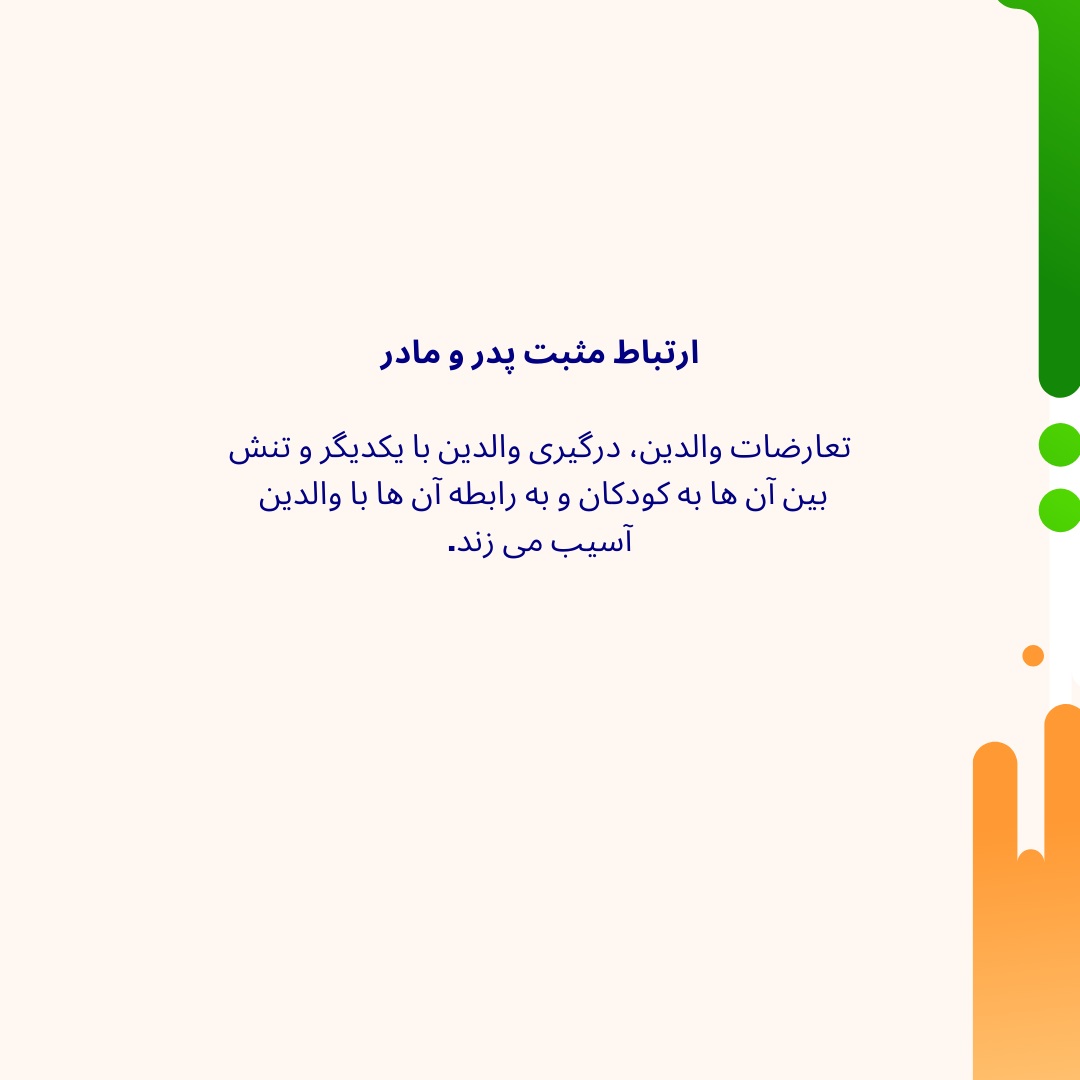 ارتباط مثبت پدر و مادر
تعارضات والدین، درگیری والدین با یکدیگر و تنش
بین آن ها به کودکان و به رابطه آن ها با والدین
آسیب می زند.